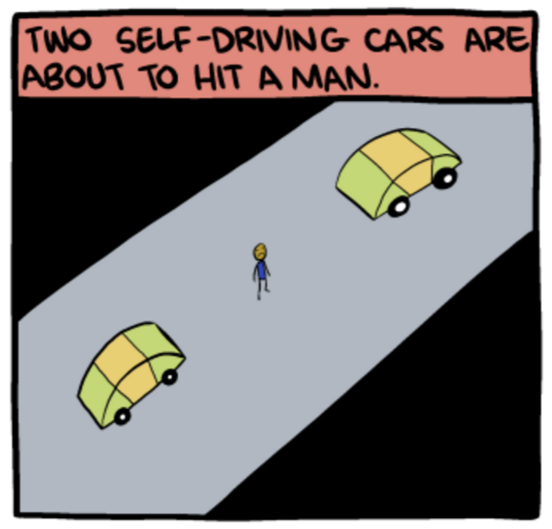 TWO SELF-DRIVING CARS ARE
ABOUT TO HIT A MAN.